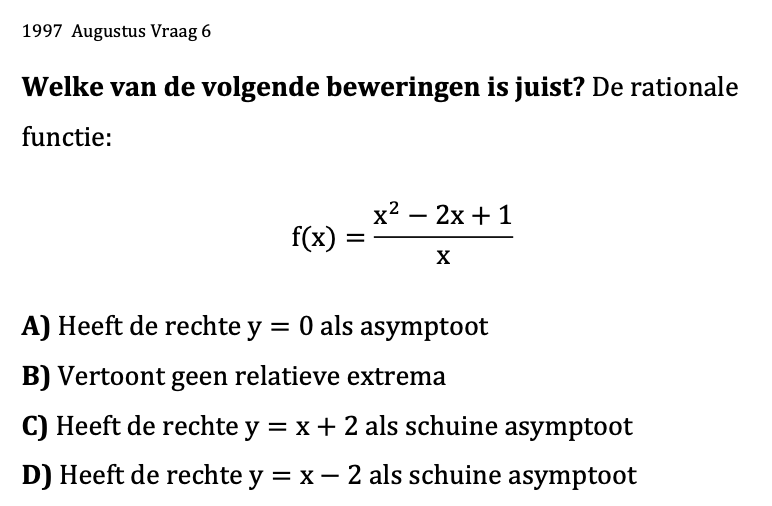 1997 Augustus Vraag 6
Welke van de volgende beweringen is juist? De rationale
functie:
f(x) = \frac{x² − 2x + 1}{x}
A) Heeft de rechte y = 0 als asymptoot
B) Vertoont geen relatieve extrema
C) Heeft de rechte y = x + 2 als schuine asymptoot
D) Heeft de rechte y = x − 2 als schuine asymptoot